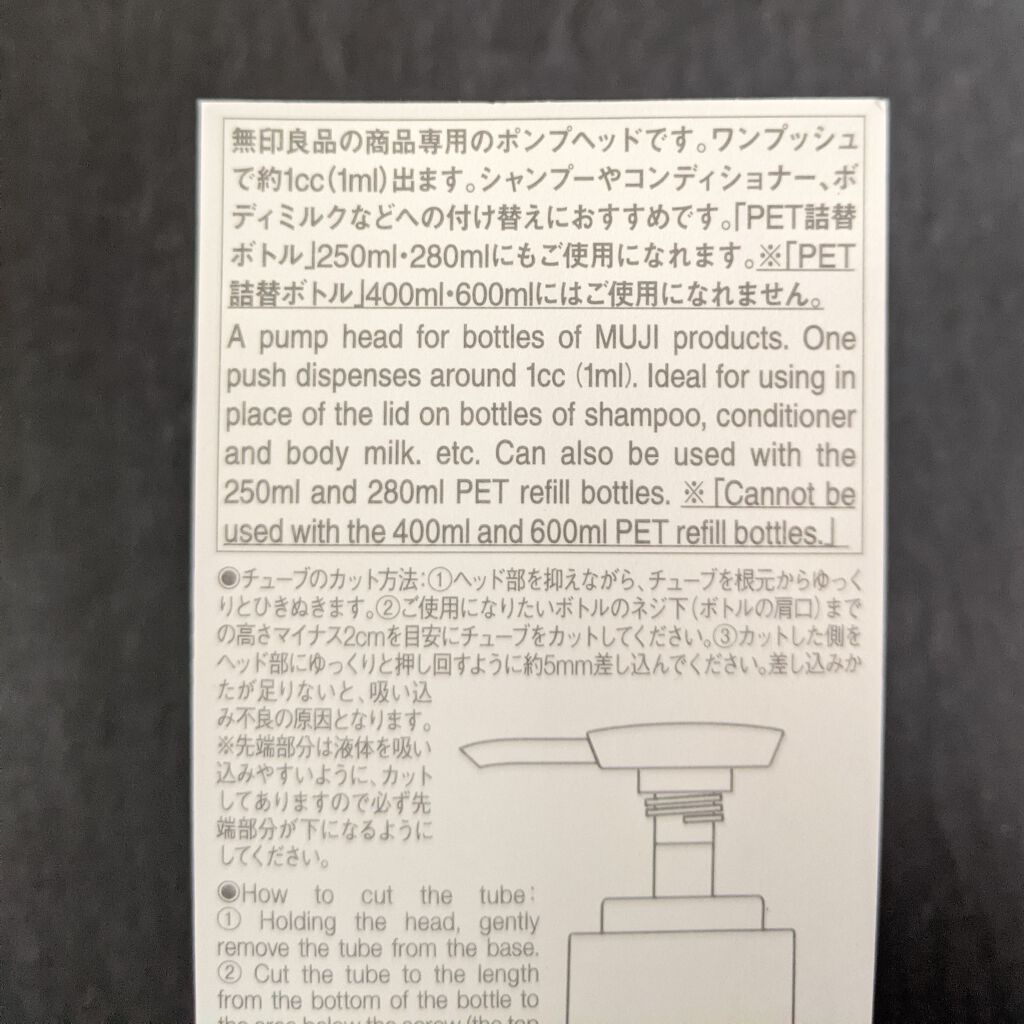 無印良品の商品専用のポンプヘッドです。ワンプッシュ
で約1cc(1ml)出ます。シャンプーやコンディショナー、ボ
ディミルクなどへの付け替えにおすすめです。「PET詰替
ボトル」250ml・280mlにもご使用になれます。※「PET
詰替ボトル」400ml・600mlにはご使用になれません。
A pump head for bottles of MUJI products. One
push dispenses around 1cc (1ml). Ideal for using in
place of the lid on bottles of shampoo, conditioner
and body milk. etc. Can also be used with the
250ml and 280ml PET refill bottles. ※「Cannot be
used with the 400ml and 600ml PET refill bottles.」
◉チューブのカット方法:①ヘッド部を抑えながら、チューブを根元からゆっく
りとひきぬきます。②ご使用になりたいボトルのネジ下(ボトルの肩口)まで
の高さマイナス2cmを目安にチューブをカットしてください。③カットした側を
ヘッド部にゆっくりと押し回すように約5mm差し込んでください。差し込みか
たが足りないと、吸い込
み不良の原因となります。
※先端部分は液体を吸い
込みやすいように、カット
してありますので必ず先
端部分が下になるように
してください。
◉How to cut the tube:
① Holding the head, gently
remove the tube from the base.
② Cut the tube to the length
from the bottom of the bottle to
the area below the screw (the top